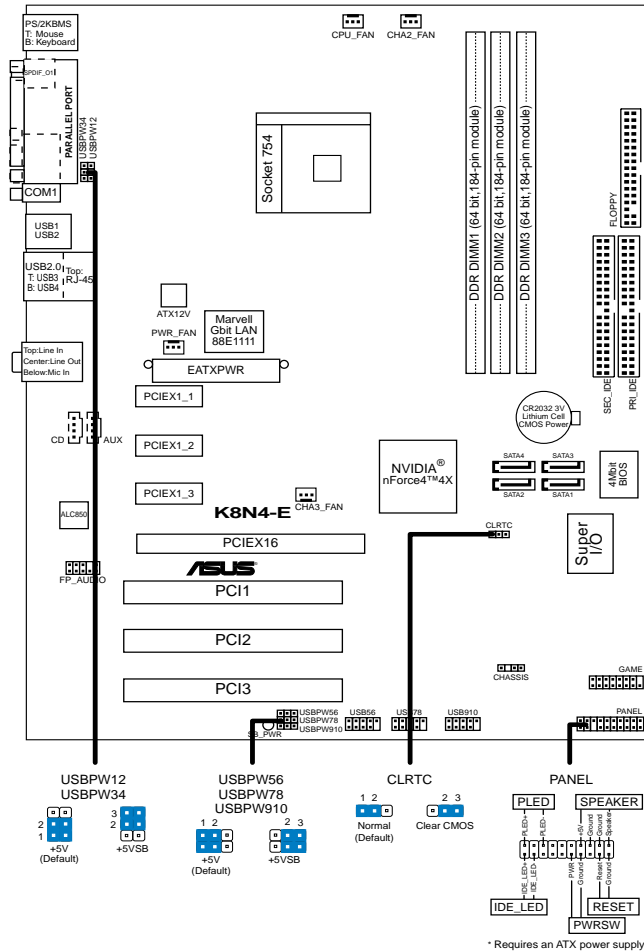 PS/2KBMS
T: Mouse
B: Keyboard
CPU_FAN
CHA2_FAN
SPDIF_O1
PARALLEL PORT
USBPW34
USBPW12
Socket 754
DDR DIMM1 (64 bit,184-pin module)
DDR DIMM2 (64 bit,184-pin module)
DDR DIMM3 (64 bit,184-pin module)
FLOPPY
COM1
USB1
USB2
USB2.0
T: USB3
B: USB4
Top:
RJ-45
ATX12V
PWR_FAN
Marvell
Gbit LAN
88E1111
EATXPWR
SEC_IDE
PRI_IDE
Top:Line In
Center:Line Out
Below:Mic In
PCIEX1_1
CR2032 3V
Lithium Cell
CMOS Power
CD
AUX
PCIEX1_2
NVIDIA®
nForce4™4X
SATA4
SATA3
SATA2
SATA1
4Mbit
BIOS
PCIEX1_3
CHA3_FAN
ALC850
K8N4-E
CLRTC
Super
I/O
PCIEX16
FP_AUDIO
ASUS
PCI1
PCI2
CHASSIS
GAME
PCI3
USBPW56
USBPW78
USBPW910
USB56
USB78
USB910
PANEL
SB_PWR
USBPW12
USBPW34
2
1
+5V
(Default)
3
2
+5VSB
USBPW56
USBPW78
USBPW910
1 2
+5V
(Default)
2 3
+5VSB
CLRTC
1 2
Normal
(Default)
2 3
Clear CMOS
PANEL
PLED
SPEAKER
PLED+
PLED-
+5V
Ground
Ground
Speaker-
IDE_LED+
IDE_LED-
PWR
Ground
Reset
Ground
IDE_LED
RESET
PWRSW
* Requires an ATX power supply